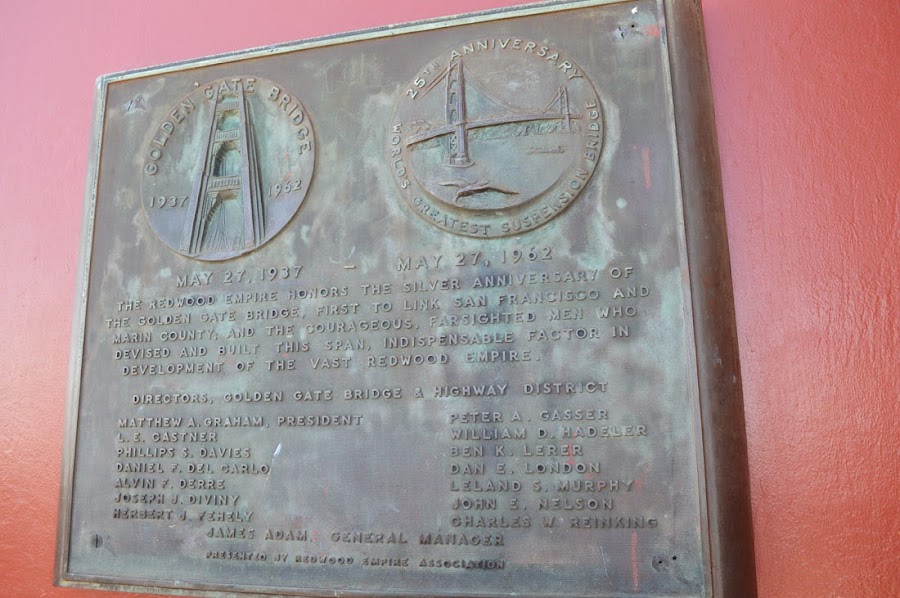 GOLDEN GATE BRIDGE
1937 1962
25TH ANNIVERSARY
WORLD'S GREATEST SUSPENSION BRIDGE
MAY 27, 1937 – MAY 27, 1962
THE REDWOOD EMPIRE HONORS THE SILVER ANNIVERSARY OF
THE GOLDEN GATE BRIDGE, FIRST TO LINK SAN FRANCISCO AND
MARIN COUNTY; AND THE COURAGEOUS, FARSIGHTED MEN WHO
DEVISED AND BUILT THIS SPAN, INDISPENSABLE FACTOR IN
DEVELOPMENT OF THE VAST REDWOOD EMPIRE.
DIRECTORS, GOLDEN GATE BRIDGE & HIGHWAY DISTRICT
MATTHEW A. GRAHAM, PRESIDENT
L. E. CASTNER
PHILLIPS S. DAVIES
DANIEL F. DEL CARLO
ALVIN F. DERRE
JOSEPH J. DIVINY
HERBERT J. FEHELY
PETER A. GASSER
WILLIAM D. HADELER
BEN K. LERER
DAN E. LONDON
LELAND S. MURPHY
JOHN E. NELSON
CHARLES W. REINKING
JAMES ADAM, GENERAL MANAGER
PRESENTED BY REDWOOD EMPIRE ASSOCIATION